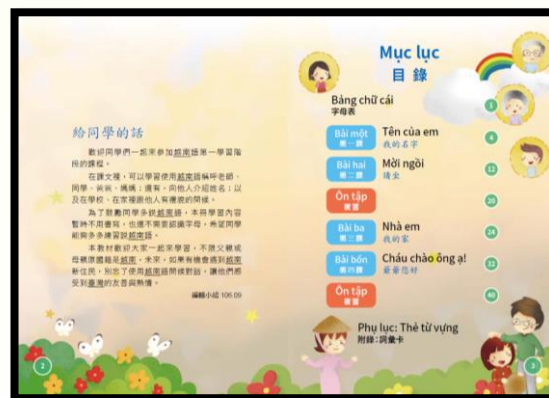 給同學的話
歡迎同學們一起來參加越南語第一學習階
段的課程。
在課文裡，可以學習使用越南語稱呼老師、
同學、爸爸、媽媽；還有，向他人介紹姓名；以
及在學校、在家裡跟他人有禮貌的問候。
為了鼓勵同學多說越南語，本冊學習內容
暫時不用書寫，也還不需要認識字母，希望同學
能開多多練習說越南語。
本教材歡迎大家一起來學習，不限父親或
母親原國籍是越南。未來，如果有機會遇到越南
新住民，別忘了使用越南語問候對話，讓他們感
受到臺灣的友善與熱情。
編輯小組 106.09
2
Mục lục
目錄
Bảng chữ cái 1
字母表
Bài một Tên của em 4
第一課 我的名字
Bài hai Mời ngồi 12
第二課 請坐
Ôn tập 20
複習
Bài ba Nhà em 24
第三課 我的家
Bài bốn Cháu chào ông ạ! 32
第四課 爺爺您好
Ôn tập 40
複習
Phụ lục: Thẻ từ vựng
附錄：詞彙卡
3